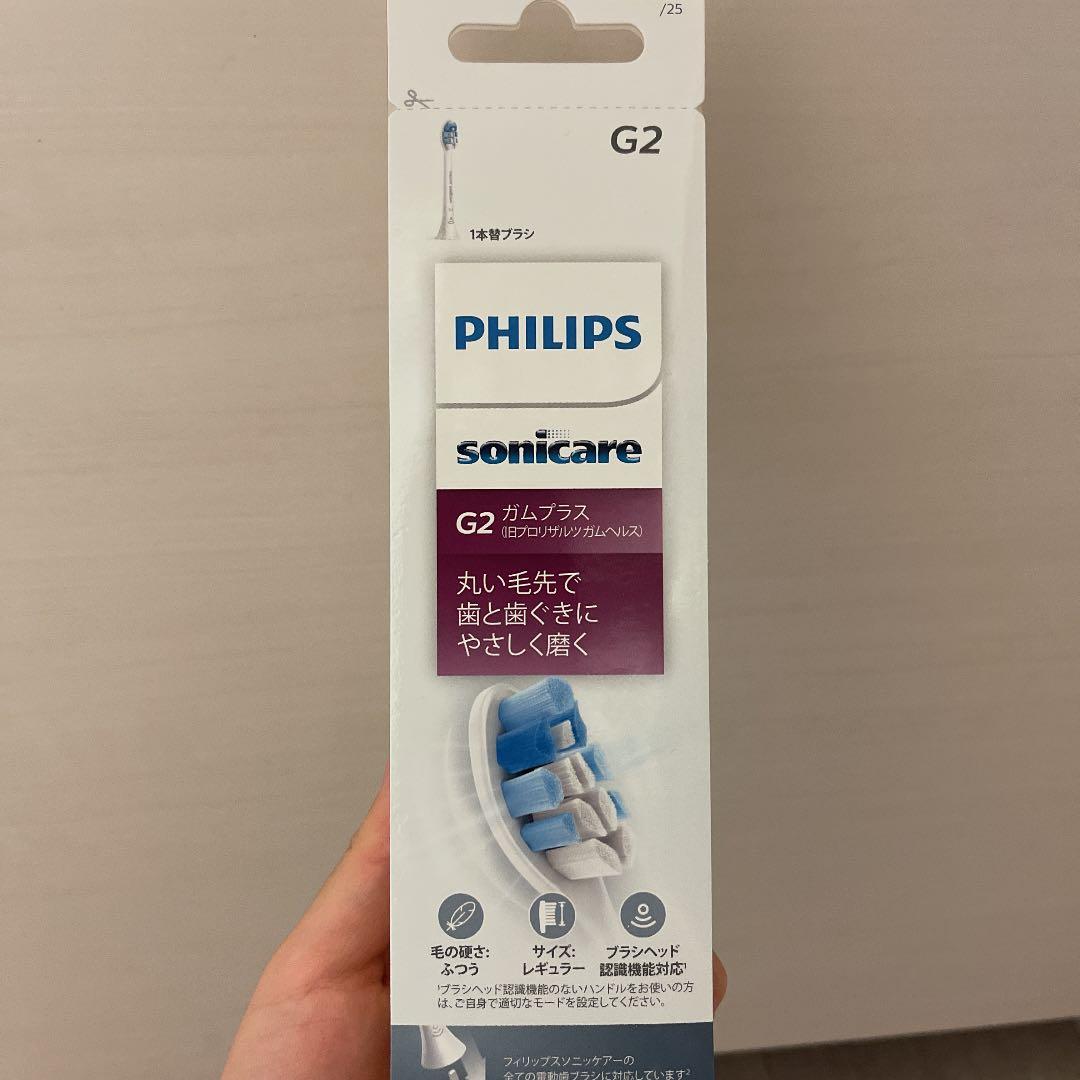 /25
G2
1本替ブラシ
PHILIPS
sonicare
G2 ガムプラス
(旧プロリザルツ ガムヘルス)
丸い毛先で
歯と歯ぐきに
やさしく磨く
毛の硬さ:
ふつう
サイズ:
レギュラー
ブラシヘッド
認識機能対応¹
¹ブラシヘッド認識機能のないハンドルをお使いの方
は、ご自身で適切なモードを設定してください。
フィリップスソニッケアーの
全ての電動歯ブラシに対応しています²